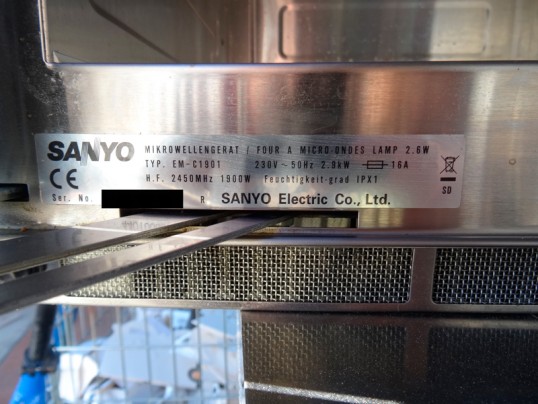 SANYO MIKROWELLENGERAT / FOUR A MICRO-ONDES LAMP 2.6W
TYP. EM-C1901 230V ~ 50Hz 2.9kW 16A
CE H.F. 2450MHz 1900W Feuchtigkeit-grad IPX1
Ser. No. R SANYO Electric Co., Ltd. SD